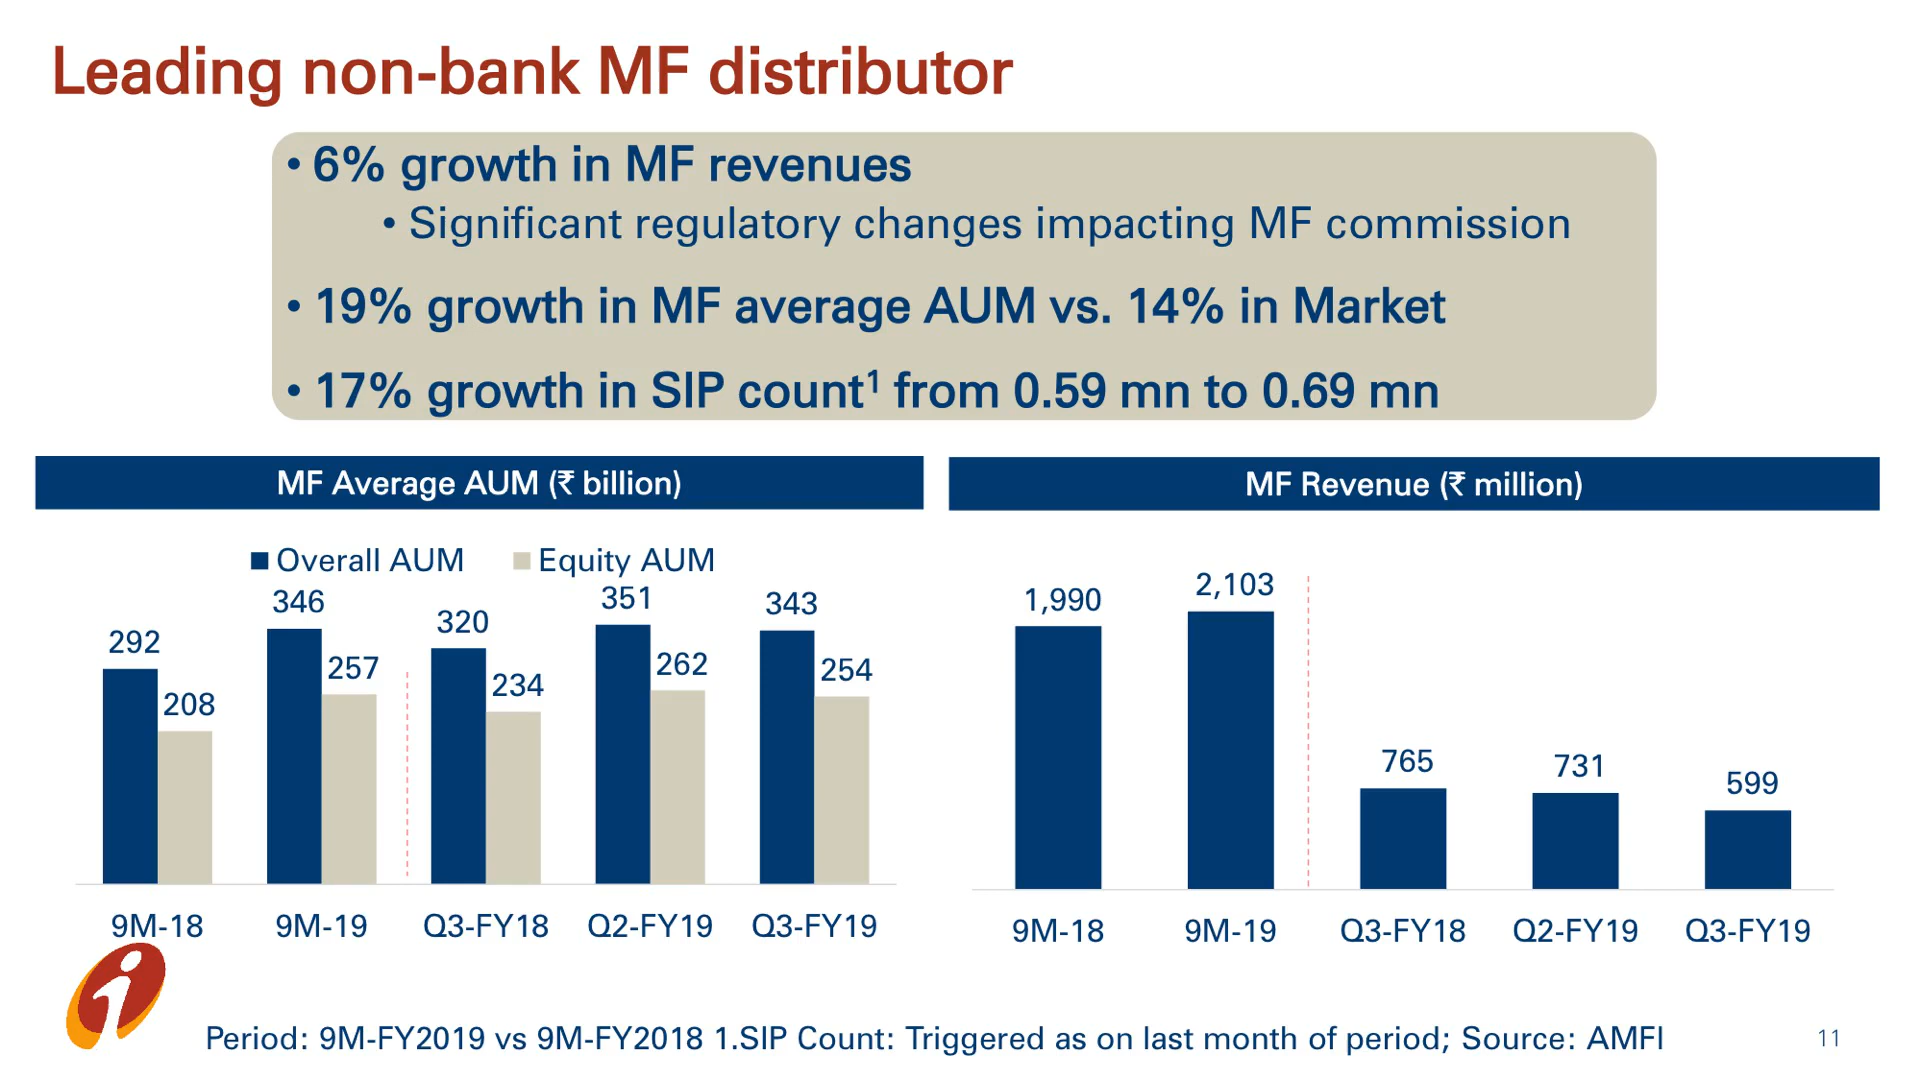 Leading non-bank MF distributor
• 6% growth in MF revenues
• Significant regulatory changes impacting MF commission
• 19% growth in MF average AUM vs. 14% in Market
• 17% growth in SIP count¹ from 0.59 mn to 0.69 mn
MF Average AUM (₹ billion)
Overall AUM Equity AUM
292 208 346 257 320 234 351 262 343 254
9M-18 9M-19 Q3-FY18 Q2-FY19 Q3-FY19
MF Revenue (₹ million)
1,990 2,103 765 731 599
9M-18 9M-19 Q3-FY18 Q2-FY19 Q3-FY19
Period: 9M-FY2019 vs 9M-FY2018 1.SIP Count: Triggered as on last month of period; Source: AMFI
11